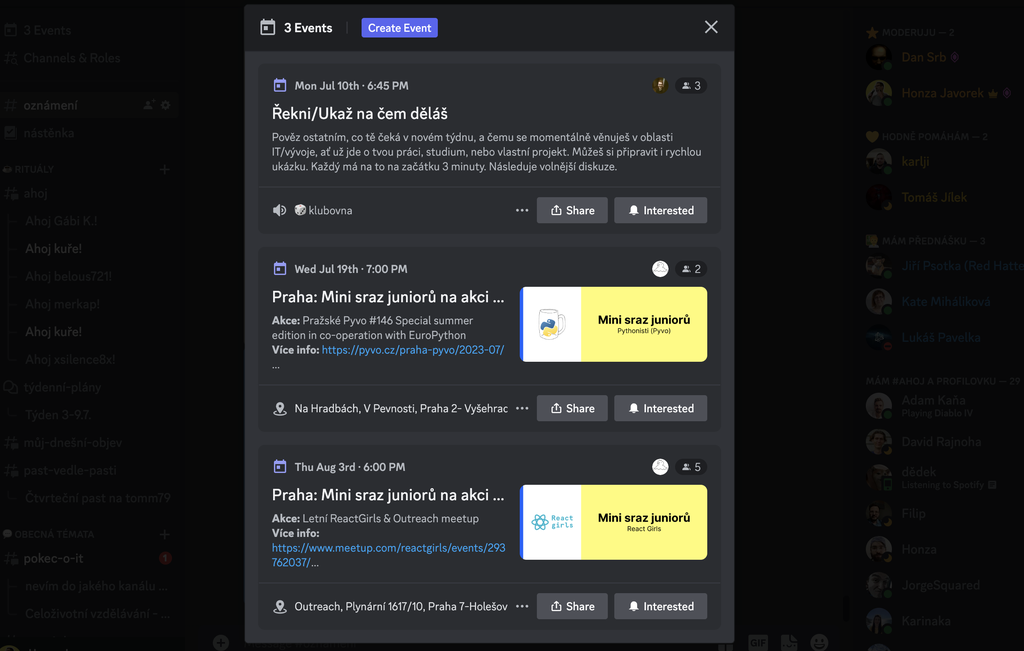 3 Events
Channels & Roles
oznámení
nástěnka
RITUÁLY
ahoj
Ahoj Gábi K.!
Ahoj kuře!
Ahoj belous721!
Ahoj merkap!
Ahoj kuře!
Ahoj xsilence8x!
týdenní-plány
Týden 3-9.7.
můj-dnešní-objev
past-vedle-pasti
Čtvrteční past na tomm79
OBECNÁ TÉMATA
pokec-o-it
1
nevím do jakého kanálu ...
Celoživotní vzdělávání - ...
3 Events
Create Event
Mon Jul 10th · 6:45 PM
3
Řekni/Ukaž na čem děláš
Pověz ostatním, co tě čeká v novém týdnu, a čemu se momentálně věnuješ v oblasti
IT/vývoje, ať už jde o tvou práci, studium, nebo vlastní projekt. Můžeš si připravit i rychlou
ukázku. Každý má na to na začátku 3 minuty. Následuje volnější diskuze.
klubovna
Share
Interested
Wed Jul 19th · 7:00 PM
2
Praha: Mini sraz juniorů na akci ...
Akce: Pražské Pyvo #146 Special summer
edition in co-operation with EuroPython
Více info: https://pyvo.cz/praha-pyvo/2023-07/
...
Mini sraz juniorů
Pythonisti (Pyvo)
Na Hradbách, V Pevnosti, Praha 2- Vyšehrac
Share
Interested
Thu Aug 3rd · 6:00 PM
5
Praha: Mini sraz juniorů na akci ...
Akce: Letní ReactGirls & Outreach meetup
Více info:
https://www.meetup.com/reactgirls/events/293
762037/...
React
girls
Mini sraz juniorů
React Girls
Outreach, Plynární 1617/10, Praha 7-Holešov
Share
Interested
MODERUJU — 2
Dan Srb
Honza Javorek
HODNĚ POMÁHÁM — 2
karlji
Tomáš Jílek
MÁM PŘEDNÁŠKU — 3
Jiří Psotka (Red Hatte
Kate Mihalíková
Lukáš Pavelka
MÁM #AHOJ A PROFILOVKU — 29
Adam Kaňa
Playing Diablo IV
David Rajnoha
dědek
Listening to Spotify
Filip
Honza
JorgeSquared
Karinaka
GIF